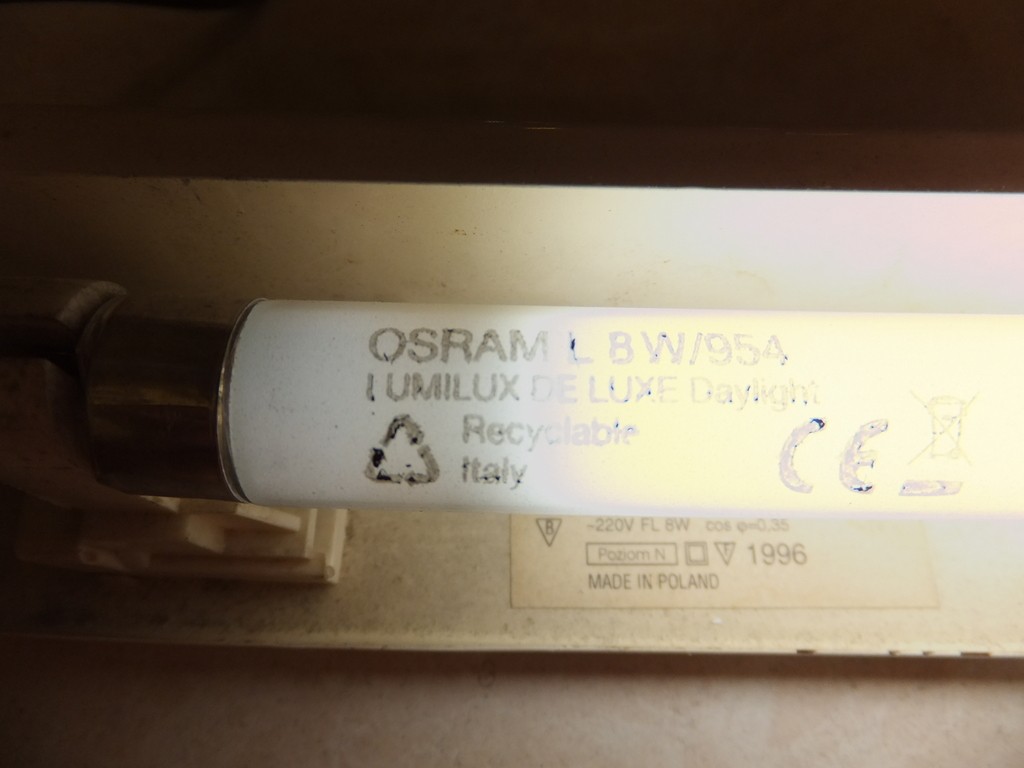 OSRAM L 8W/954
LUMILUX DE LUXE Daylight
Recyclable
Italy
CE
B
~220V FL 8W cos φ=0,35
Poziom N F 1996
MADE IN POLAND